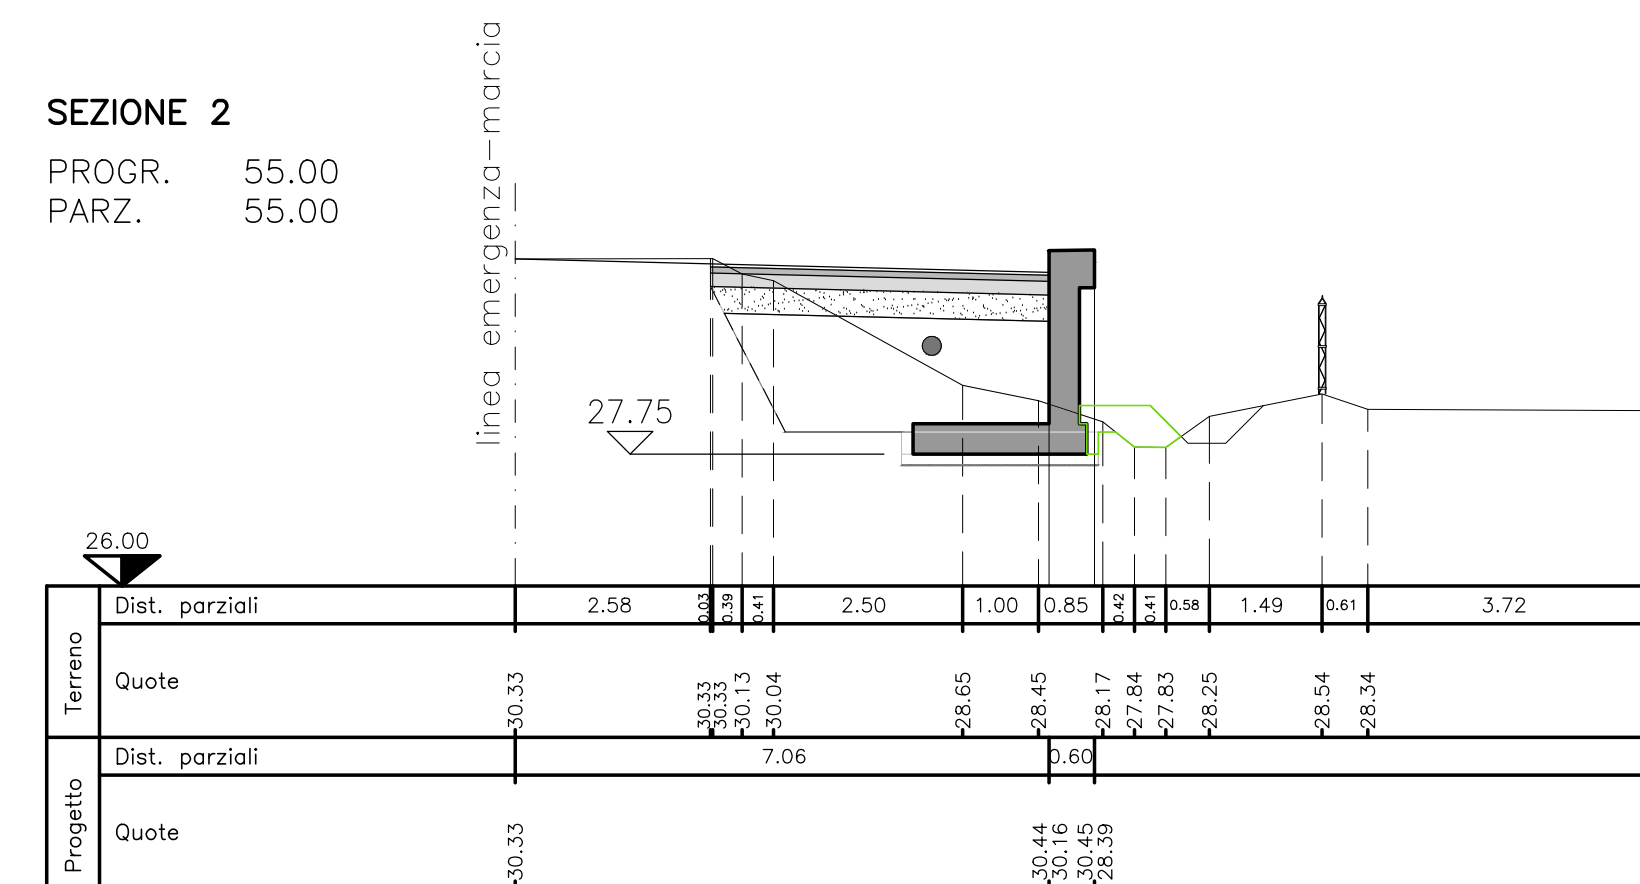 linea emergenza-marcia
SEZIONE 2
PROGR. 55.00
PARZ. 55.00
27.75
26.00
Terreno
Dist. parziali 2.58 0.03 0.39 0.41 2.50 1.00 0.85 0.42 0.41 0.58 1.49 0.61 3.72
Quote 30.33 30.33 30.33 30.13 30.04 28.65 28.45 28.17 27.84 27.83 28.25 28.54 28.34
Progetto
Dist. parziali 7.06 0.60
Quote 30.33 30.44 30.16 30.45 28.39